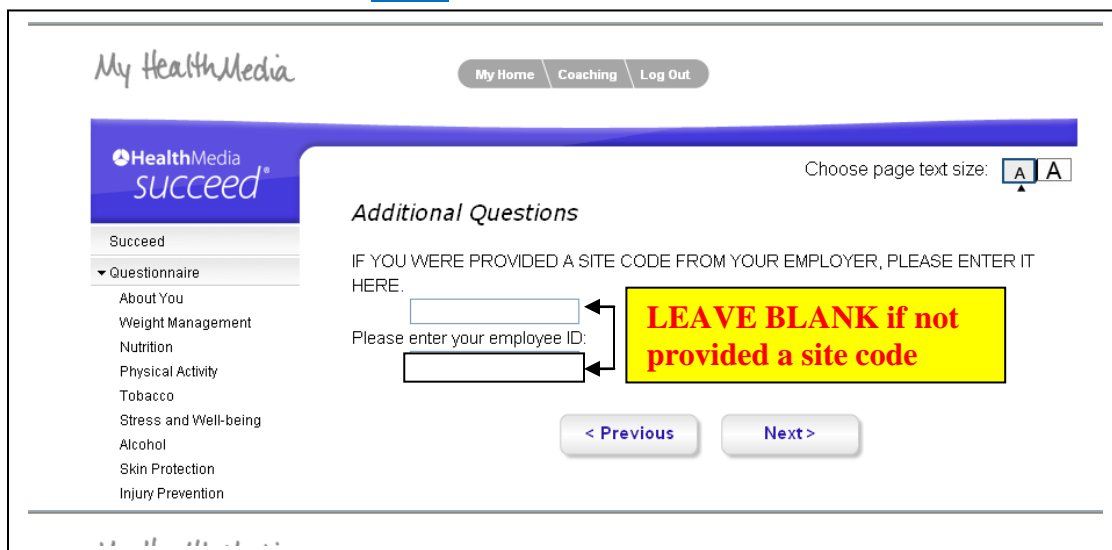 My HealthMedia
My Home Coaching Log Out
HealthMedia
succeed®
Choose page text size: A A
Additional Questions
Succeed
Questionnaire
About You
Weight Management
Nutrition
Physical Activity
Tobacco
Stress and Well-being
Alcohol
Skin Protection
Injury Prevention
IF YOU WERE PROVIDED A SITE CODE FROM YOUR EMPLOYER, PLEASE ENTER IT
HERE.
Please enter your employee ID:
LEAVE BLANK if not
provided a site code
< Previous Next >